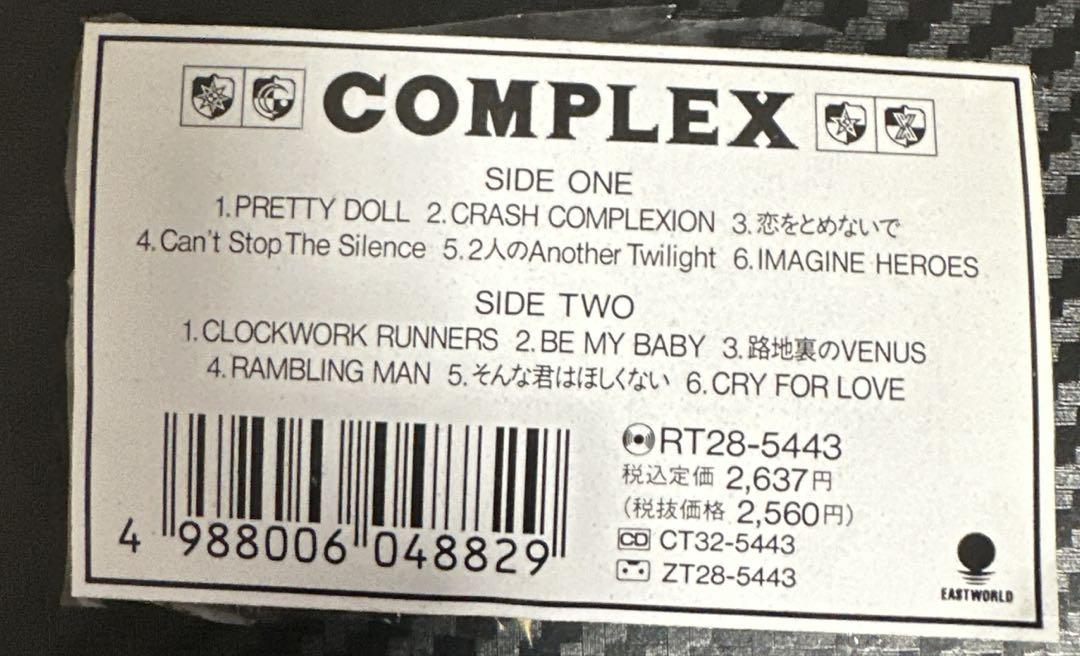 COMPLEX
SIDE ONE
1.PRETTY DOLL 2.CRASH COMPLEXION 3.恋をとめないで
4.Can't Stop The Silence 5.2人のAnother Twilight 6.IMAGINE HEROES
SIDE TWO
1.CLOCKWORK RUNNERS 2.BE MY BABY 3.路地裏のVENUS
4.RAMBLING MAN 5.そんな君はほしくない 6.CRY FOR LOVE
RT28-5443
税込定価 2,637円
(税抜価格 2,560円)
CD CT32-5443
ZT28-5443
4 988006 048829
EASTWORLD